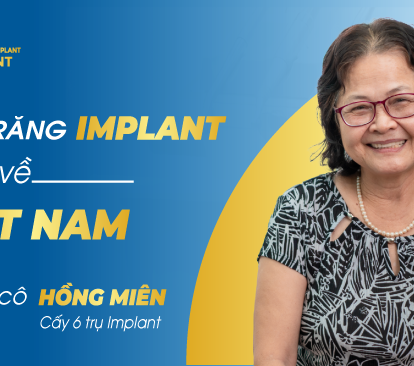 IMPLANT
NT
RĂNG IMPLANT
về
T NAM
cô HỒNG MIÊN
Cấy 6 trụ Implant